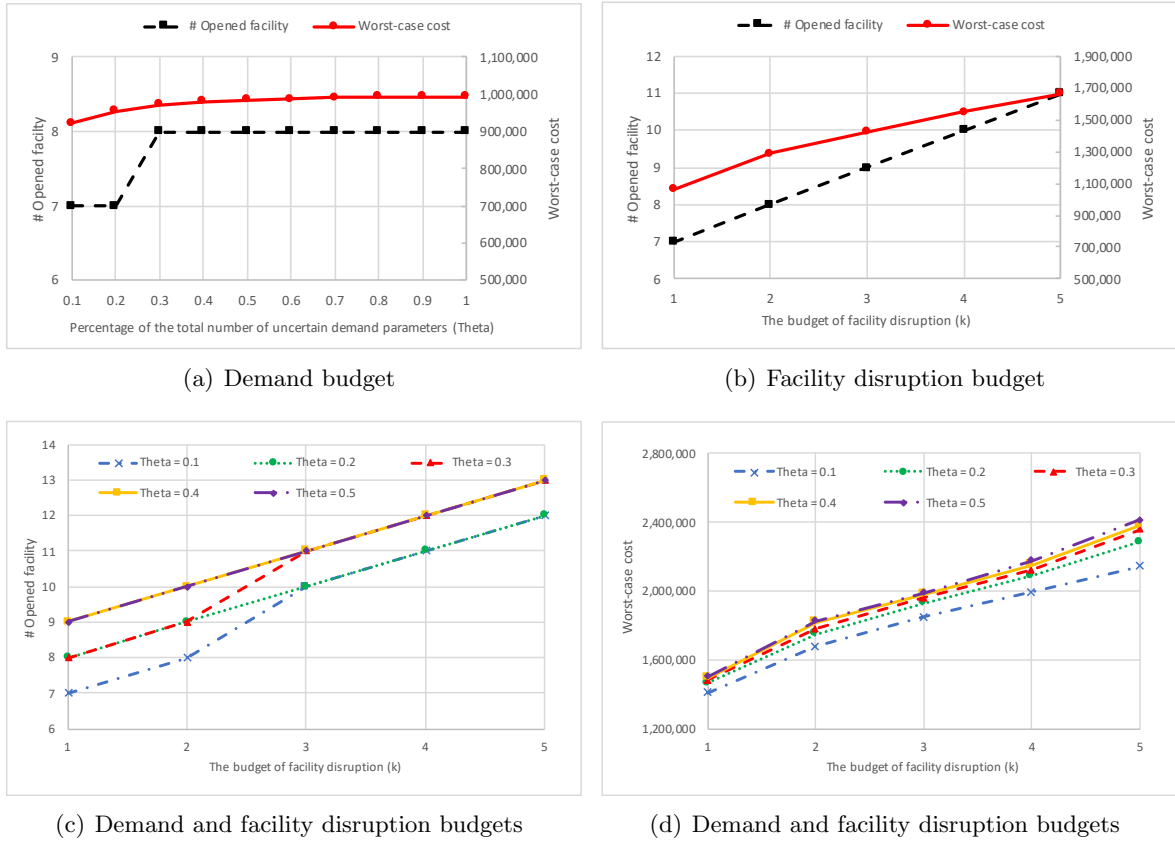 # Opened facility Worst-case cost
9 1,100,000
1,000,000
8 900,000
800,000
7 700,000
600,000
6 500,000
# Opened facility
Worst-case cost
0.1 0.2 0.3 0.4 0.5 0.6 0.7 0.8 0.9 1
Percentage of the total number of uncertain demand parameters (Theta)
(a) Demand budget
# Opened facility Worst-case cost
12 1,900,000
11 1,700,000
10 1,500,000
9 1,300,000
8 1,100,000
7 900,000
6 700,000
500,000
# Opened facility
Worst-case cost
1 2 3 4 5
The budget of facility disruption (k)
(b) Facility disruption budget
14
13
12
11
10
9
8
7
6
# Opened facility
Theta = 0.1 Theta = 0.2 Theta = 0.3
Theta = 0.4 Theta = 0.5
1 2 3 4 5
The budget of facility disruption (k)
(c) Demand and facility disruption budgets
2,800,000
2,400,000
2,000,000
1,600,000
1,200,000
Worst-case cost
Theta = 0.1 Theta = 0.2 Theta = 0.3
Theta = 0.4 Theta = 0.5
1 2 3 4 5
The budget of facility disruption (k)
(d) Demand and facility disruption budgets